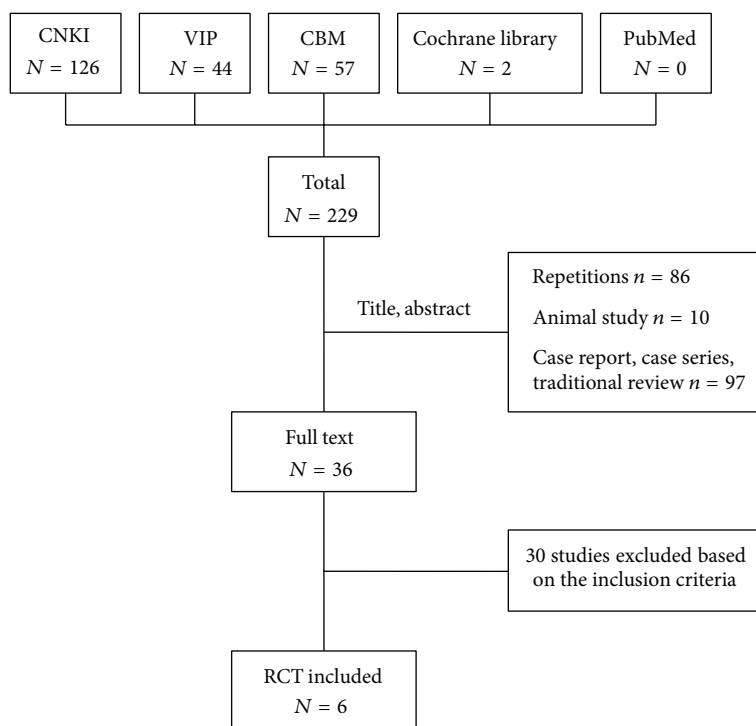 CNKI
N = 126
VIP
N = 44
CBM
N = 57
Cochrane library
N = 2
PubMed
N = 0
Total
N = 229
Title, abstract
Repetitions n = 86
Animal study n = 10
Case report, case series,
traditional review n = 97
Full text
N = 36
30 studies excluded based
on the inclusion criteria
RCT included
N = 6